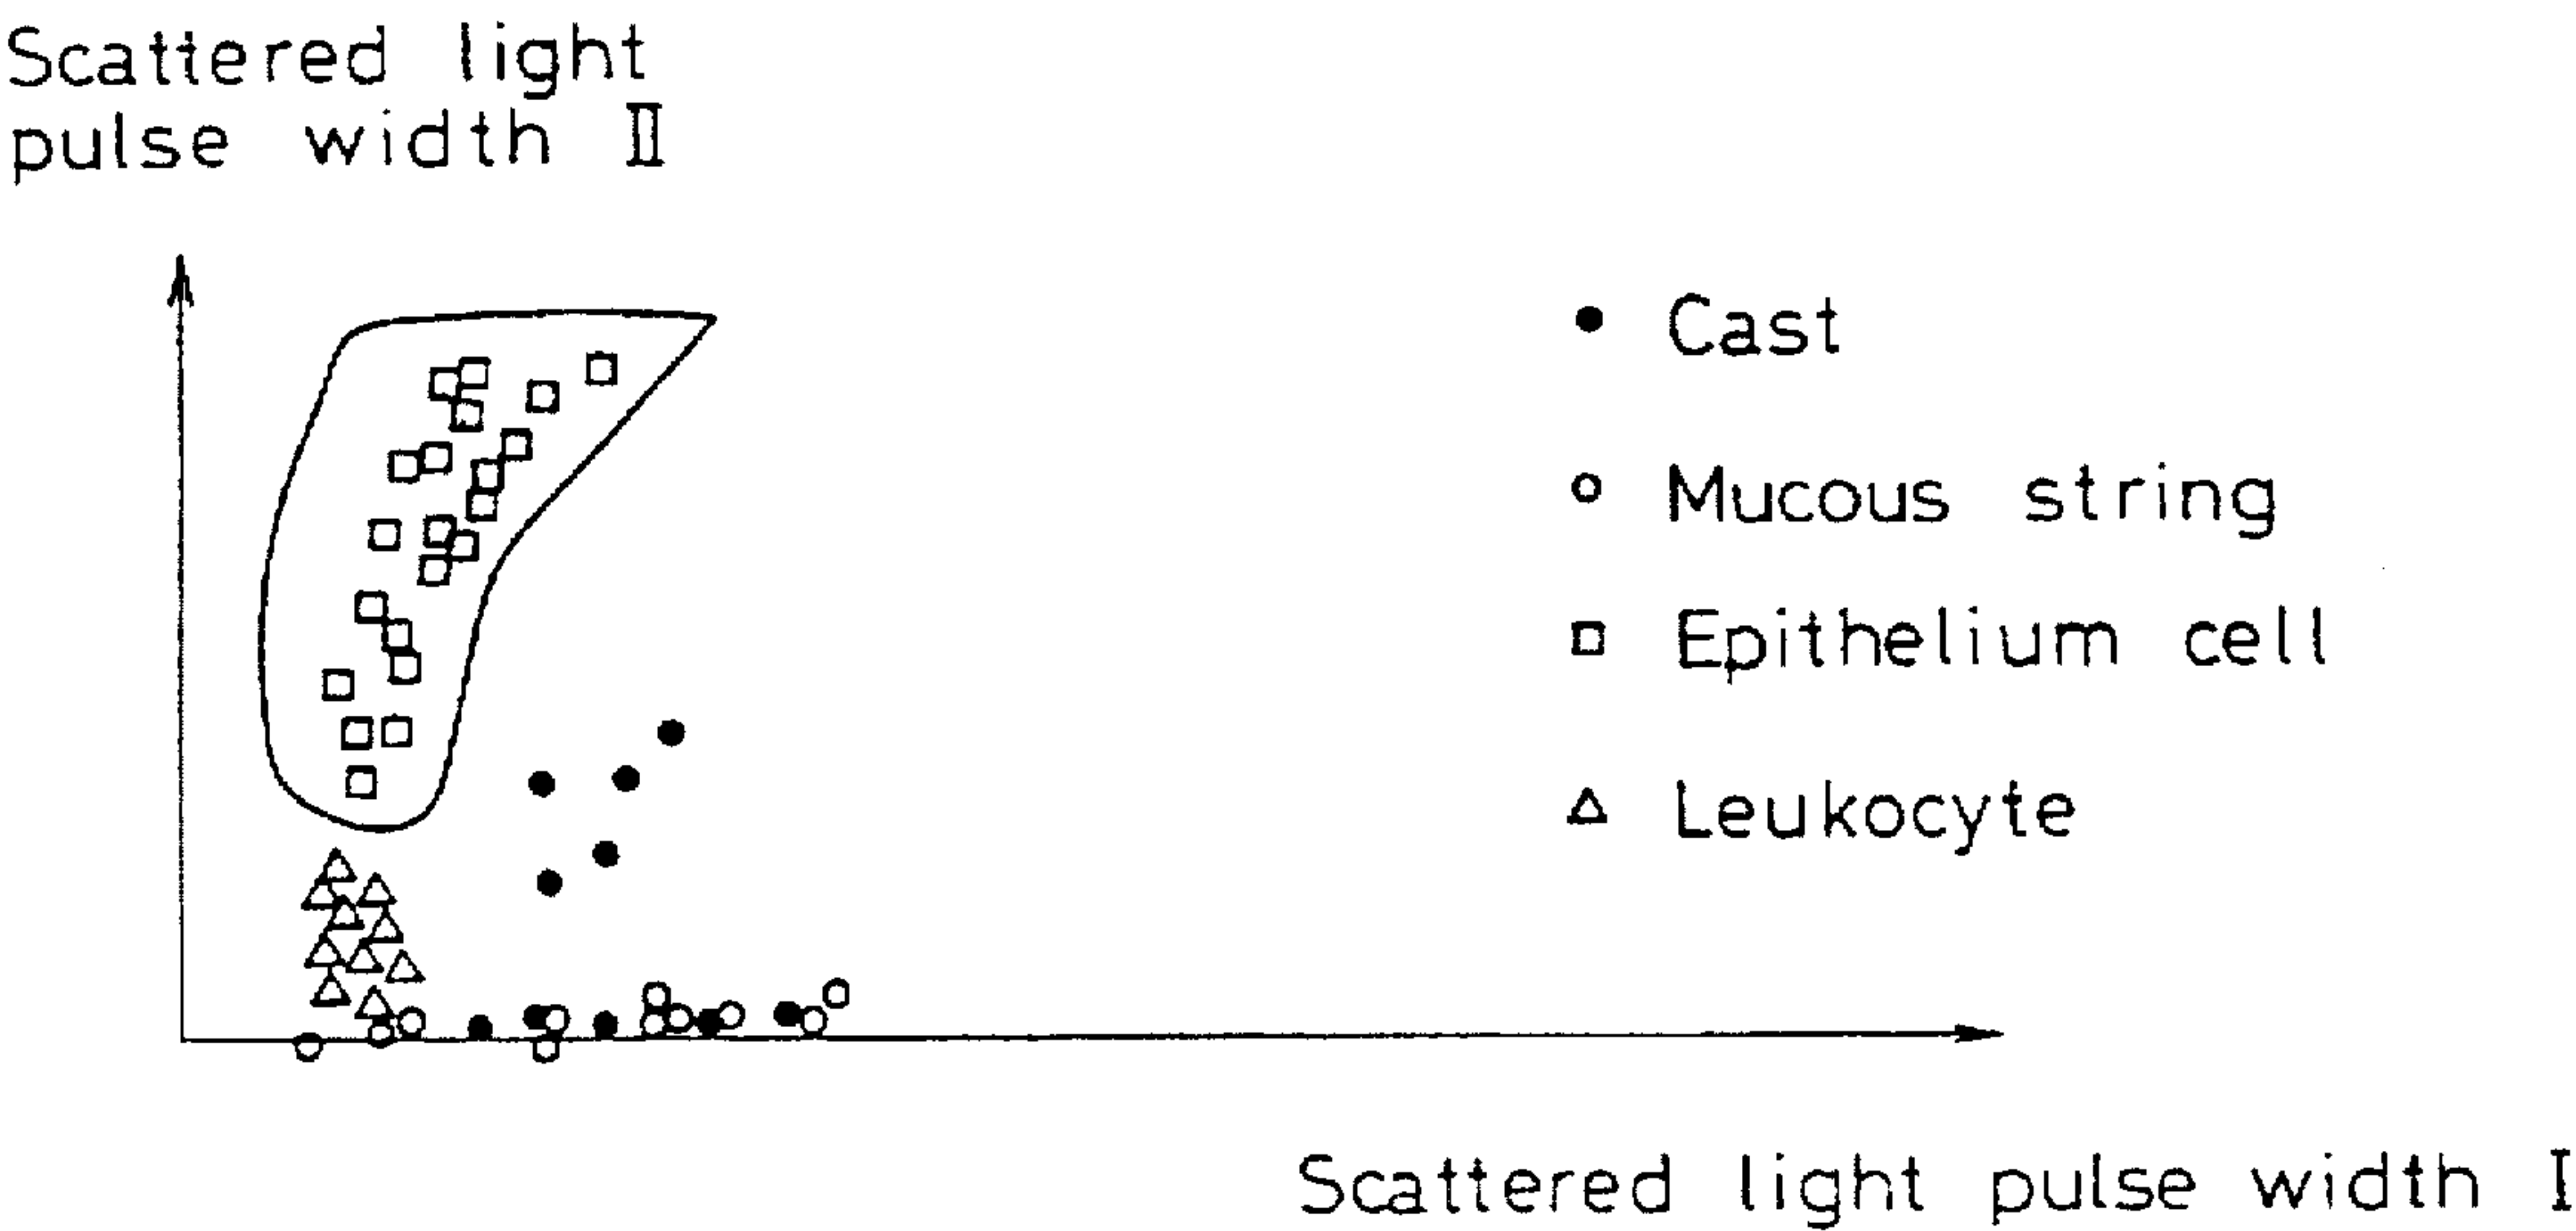 Scattered light
pulse width II
Cast
Mucous string
Epithelium cell
Leukocyte
Scattered light pulse width I